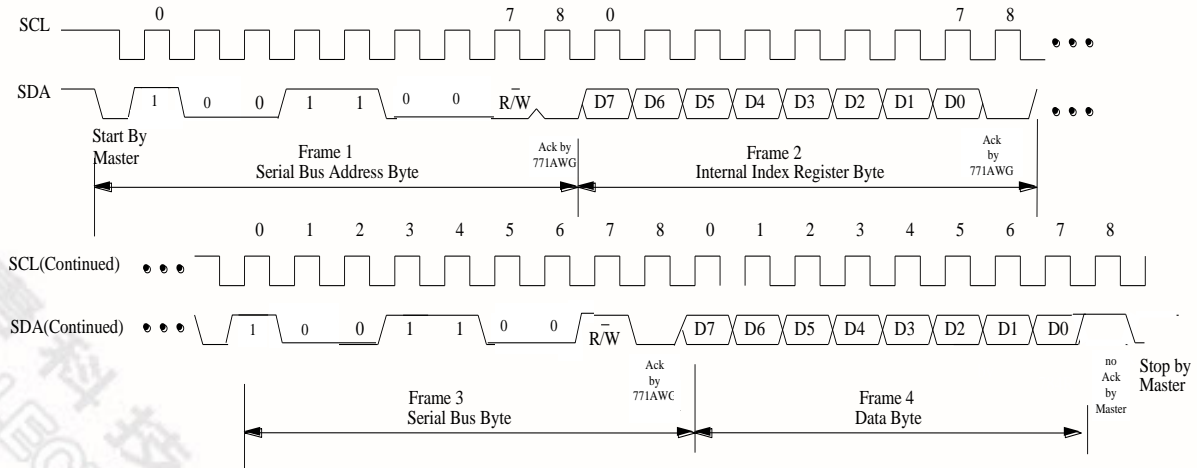 0 7 8 0 7 8
SCL
SDA 1 0 0 1 1 0 0 R/W D7 D6 D5 D4 D3 D2 D1 D0
Start By
Master
Frame 1
Serial Bus Address Byte
Ack by
771AWG
Frame 2
Internal Index Register Byte
Ack
by
771AWG
0 1 2 3 4 5 6 7 8 0 1 2 3 4 5 6 7 8
SCL(Continued)
SDA(Continued) 1 0 0 1 1 0 0 R/W D7 D6 D5 D4 D3 D2 D1 D0
Frame 3
Serial Bus Byte
Ack
by
771AWG
Frame 4
Data Byte
no
Ack
by
Master
Stop by
Master
科技